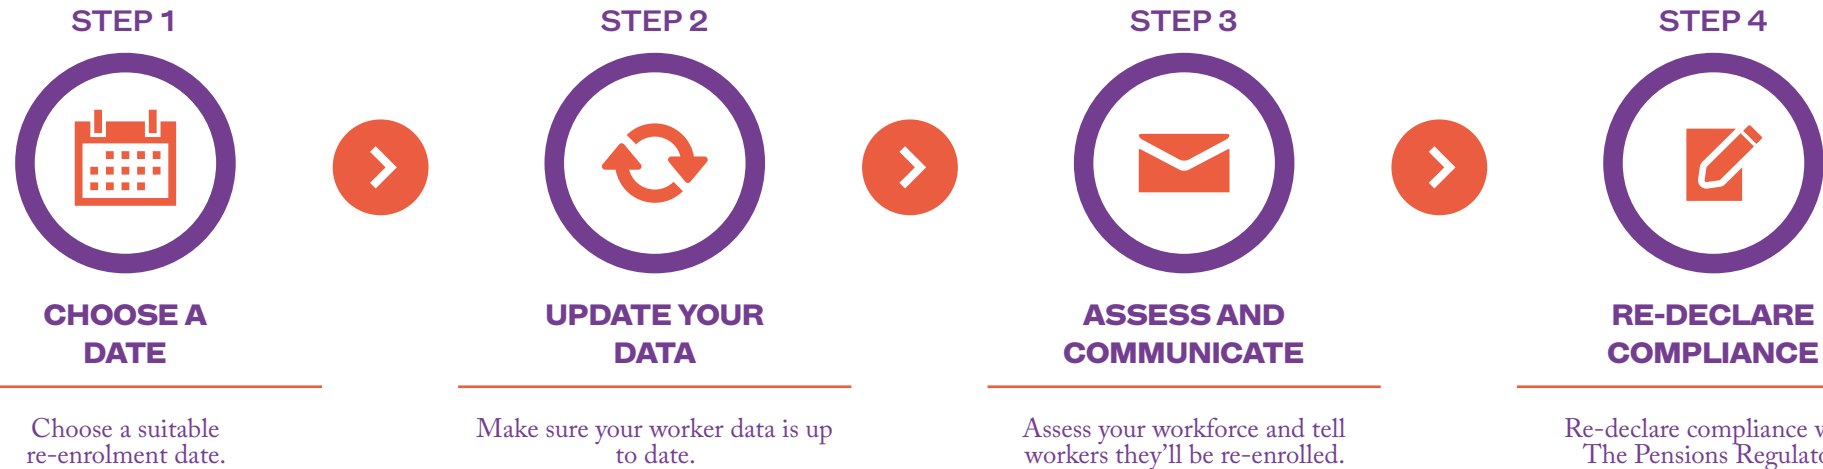 STEP 1
CHOOSE A
DATE
Choose a suitable
re-enrolment date.
STEP 2
UPDATE YOUR
DATA
Make sure your worker data is up
to date.
STEP 3
ASSESS AND
COMMUNICATE
Assess your workforce and tell
workers they’ll be re-enrolled.
STEP 4
RE-DECLARE
COMPLIANCE
Re-declare compliance
The Pensions